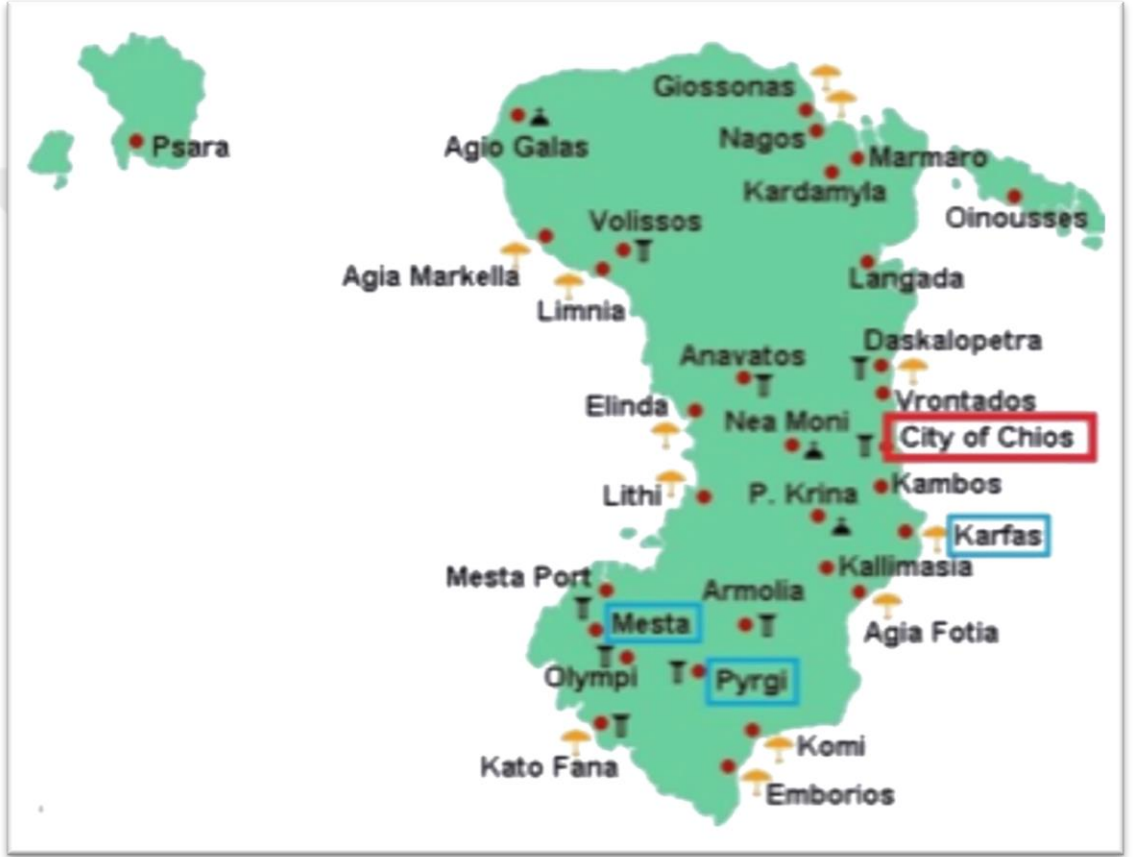 Giossonas
Psara
Agio Galas
Nagos
Marmaro
Kardamyla
Oinousses
Volissos
Agia Markella
Langada
Limnia
Daskalopetra
Anavatos
Elinda
Vrontados
Nea Moni
City of Chios
Lithi
P. Krina
Kambos
Karfas
Mesta Port
Kallimasia
Armolia
Mesta
Agia Fotia
Olympi
Pyrgi
Kato Fana
Komi
Emborios